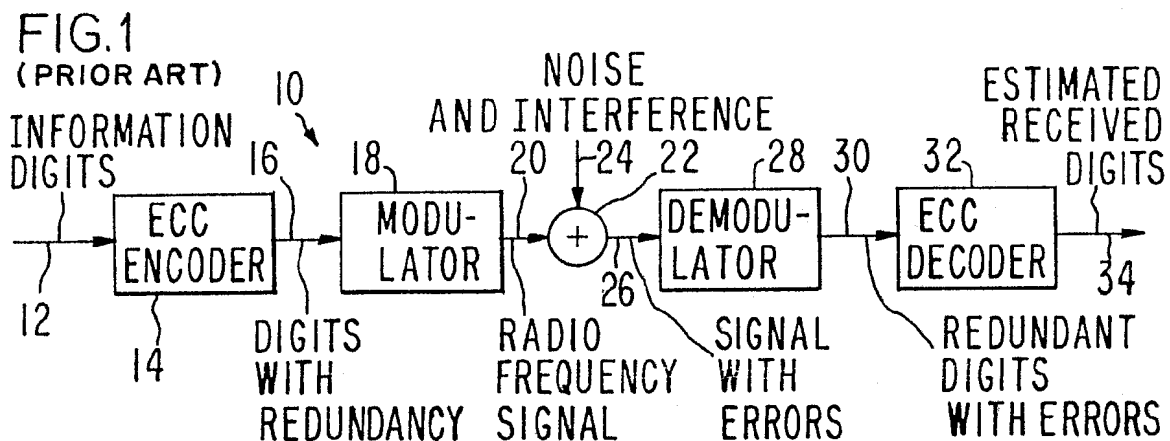 FIG.1
(PRIOR ART)
INFORMATION
DIGITS
10
NOISE
AND INTERFERENCE
ESTIMATED
RECEIVED
DIGITS
12
ECC
ENCODER
14
16
DIGITS
WITH
REDUNDANCY
18
MODU-
LATOR
20
RADIO
FREQUENCY
SIGNAL
24
22
+
26
SIGNAL
WITH
ERRORS
28
DEMODU-
LATOR
30
REDUNDANT
DIGITS
WITH ERRORS
32
ECC
DECODER
34